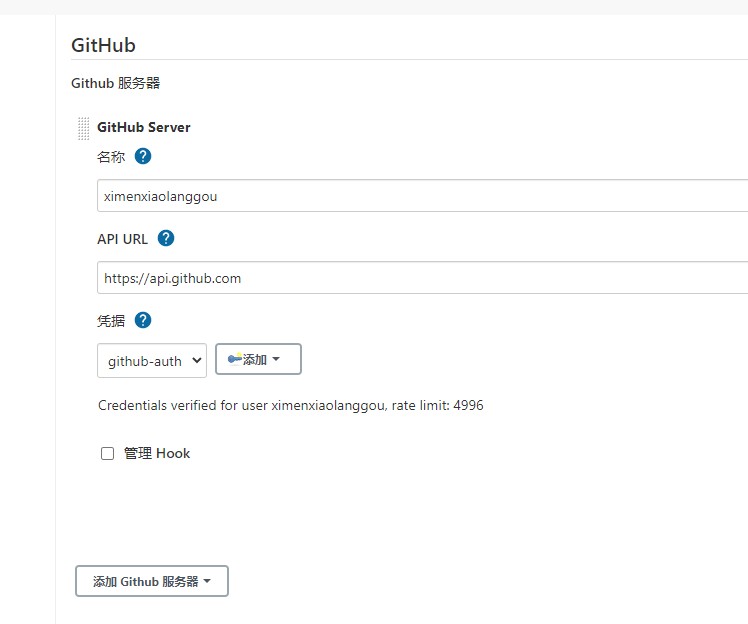 GitHub
Github 服务器
GitHub Server
名称 ?
ximenxiaolanggou
API URL ?
https://api.github.com
凭据 ?
github-auth 添加
Credentials verified for user ximenxiaolanggou, rate limit: 4996
管理 Hook
添加 Github 服务器